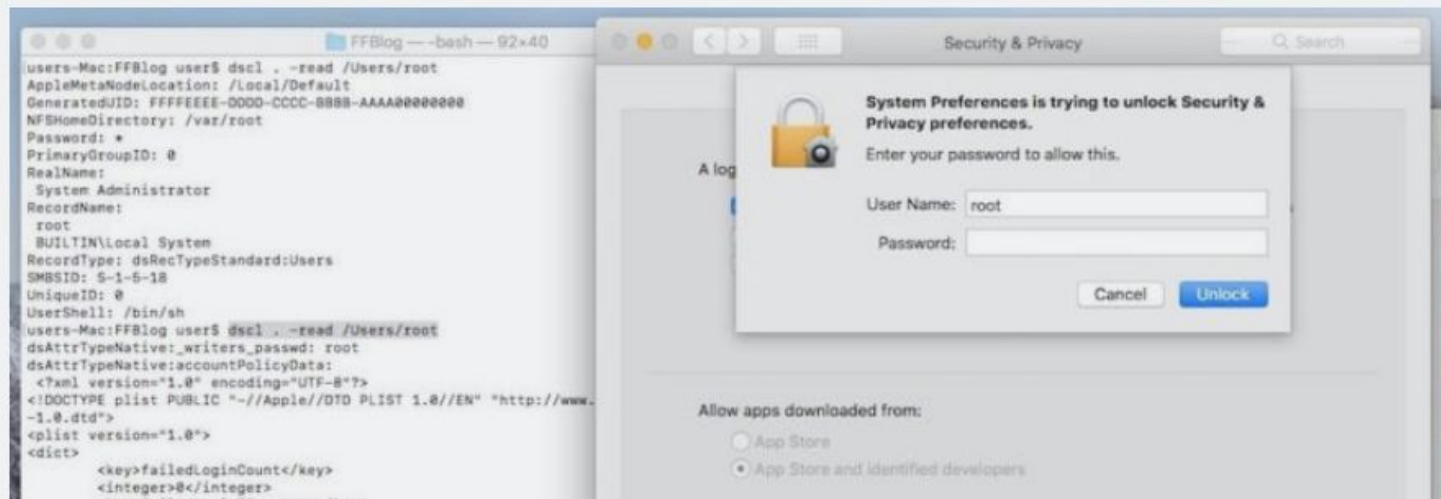 FFBlog — -bash — 92×40
users-Mac:FFBlog user$ dscl . -read /Users/root
AppleMetaNodeLocation: /Local/Default
GeneratedUID: FFFFEEEE-DDDD-CCCC-BBBB-AAAA00000000
NFSHomeDirectory: /var/root
Password: *
PrimaryGroupID: 0
RealName:
System Administrator
RecordName:
root
BUILTIN\Local System
RecordType: dsRecTypeStandard:Users
SMBSID: S-1-5-18
UniqueID: 0
UserShell: /bin/sh
users-Mac:FFBlog user$ dscl . -read /Users/root
dsAttrTypeNative:_writers_passwd: root
dsAttrTypeNative:accountPolicyData:
<?xml version="1.0" encoding="UTF-8"?>
<!DOCTYPE plist PUBLIC "-//Apple//DTD PLIST 1.0//EN" "http://www.
-1.0.dtd">
<plist version="1.0">
<dict>
<key>failedLoginCount</key>
<integer>0</integer>
Security & Privacy
Search
System Preferences is trying to unlock Security &
Privacy preferences.
Enter your password to allow this.
A log
User Name: root
Password:
Cancel
Unlock
Allow apps downloaded from:
App Store
App Store and identified developers